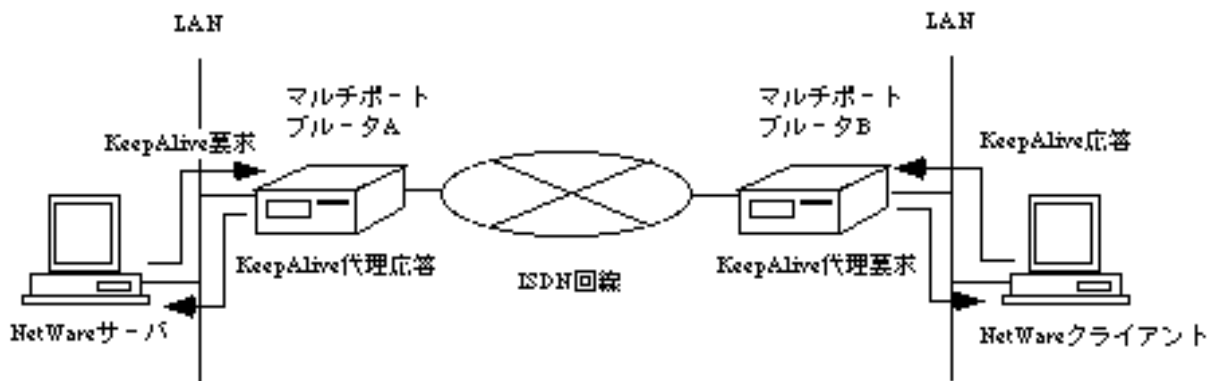 LAN
LAN
マルチポート
ブルータA
マルチポート
ブルータB
KeepAlive要求
KeepAlive応答
KeepAlive代理応答
ISDN回線
KeepAlive代理要求
NetWareサーバ
NetWareクライアント